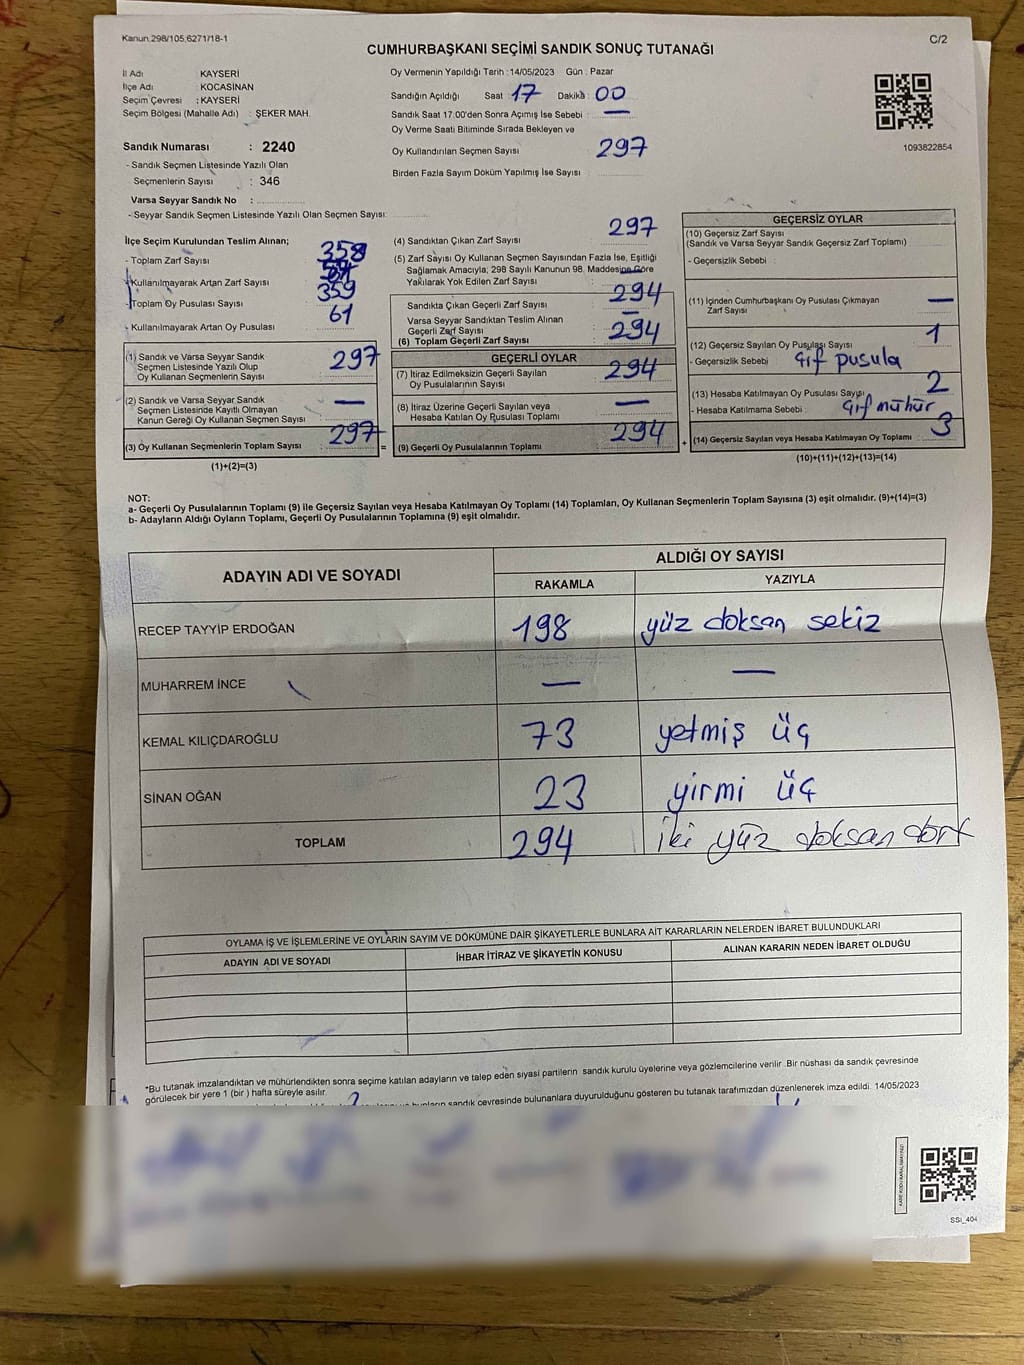 Kanun 298/105,6271/18-1
C/2
CUMHURBAŞKANI SEÇİMİ SANDIK SONUÇ TUTANAĞI
İl Adı : KAYSERİ
İlçe Adı : KOCASİNAN
Seçim Çevresi : KAYSERİ
Seçim Bölgesi (Mahalle Adı) : ŞEKER MAH.
Sandık Numarası : 2240
- Sandık Seçmen Listesinde Yazılı Olan
Seçmenlerin Sayısı : 346
Varsa Seyyar Sandık No :
- Seyyar Sandık Seçmen Listesinde Yazılı Olan Seçmen Sayısı:
Oy Vermenin Yapıldığı Tarih :14/05/2023 Gün : Pazar
Sandığın Açıldığı Saat : 17 Dakika : 00
Sandık Saat 17:00'den Sonra Açımış İse Sebebi : —
Oy Verme Saati Bitiminde Sırada Bekleyen ve
Oy Kullandırılan Seçmen Sayısı : 297
Birden Fazla Sayım Döküm Yapılmış İse Sayısı :
1093822854
İlçe Seçim Kurulundan Teslim Alınan;
- Toplam Zarf Sayısı : 358
- Kullanılmayarak Artan Zarf Sayısı
- Toplam Oy Pusulası Sayısı : 359
- Kullanılmayarak Artan Oy Pusulası : 61
(1) Sandık ve Varsa Seyyar Sandık
Seçmen Listesinde Yazılı Olup
Oy Kullanan Seçmenlerin Sayısı : 297
(2) Sandık ve Varsa Seyyar Sandık
Seçmen Listesinde Kayıtlı Olmayan
Kanun Gereği Oy Kullanan Seçmen Sayısı : —
(3) Oy Kullanan Seçmenlerin Toplam Sayısı : 297
(1)+(2)=(3)
(4) Sandıktan Çıkan Zarf Sayısı : 297
(5) Zarf Sayısı Oy Kullanan Seçmen Sayısından Fazla İse, Eşitliği
Sağlamak Amacıyla; 298 Sayılı Kanunun 98. Maddesine Göre
Yakılarak Yok Edilen Zarf Sayısı : —
Sandıkta Çıkan Geçerli Zarf Sayısı : 294
Varsa Seyyar Sandıktan Teslim Alınan
Geçerli Zarf Sayısı : —
(6) Toplam Geçerli Zarf Sayısı : 294
GEÇERLİ OYLAR
(7) İtiraz Edilmeksizin Geçerli Sayılan
Oy Pusulalarının Sayısı : 294
(8) İtiraz Üzerine Geçerli Sayılan veya
Hesaba Katılan Oy Pusulası Toplamı : —
= (9) Geçerli Oy Pusulalarının Toplamı : 294
GEÇERSİZ OYLAR
(10) Geçersiz Zarf Sayısı
(Sandık ve Varsa Seyyar Sandık Geçersiz Zarf Toplamı)
- Geçersizlik Sebebi :
(11) İçinden Cumhurbaşkanı Oy Pusulası Çıkmayan
Zarf Sayısı : —
(12) Geçersiz Sayılan Oy Pusulası Sayısı : 1
- Geçersizlik Sebebi : Çif pusula
(13) Hesaba Katılmayan Oy Pusulası Sayısı : 2
- Hesaba Katılmama Sebebi : Çif mühür
+ (14) Geçersiz Sayılan veya Hesaba Katılmayan Oy Toplamı : 3
(10)+(11)+(12)+(13)=(14)
NOT:
a- Geçerli Oy Pusulalarının Toplamı (9) ile Geçersiz Sayılan veya Hesaba Katılmayan Oy Toplamı (14) Toplamları, Oy Kullanan Seçmenlerin Toplam Sayısına (3) eşit olmalıdır. (9)+(14)=(3)
b- Adayların Aldığı Oyların Toplamı, Geçerli Oy Pusulalarının Toplamına (9) eşit olmalıdır.
ADAYIN ADI VE SOYADI
ALDIĞI OY SAYISI
RAKAMLA YAZIYLA
RECEP TAYYİP ERDOĞAN 198 yüz doksan sekiz
MUHARREM İNCE — —
KEMAL KILIÇDAROĞLU 73 yetmiş üç
SİNAN OĞAN 23 yirmi üç
TOPLAM 294 iki yüz doksan dört
OYLAMA İŞ VE İŞLEMLERİNE VE OYLARIN SAYIM VE DÖKÜMÜNE DAİR ŞİKAYETLERLE BUNLARA AİT KARARLARIN NELERDEN İBARET BULUNDUKLARI
ADAYIN ADI VE SOYADI İHBAR İTİRAZ VE ŞİKAYETİN KONUSU ALINAN KARARIN NEDEN İBARET OLDUĞU
*Bu tutanak imzalandıktan ve mühürlendikten sonra seçime katılan adayların ve talep eden siyasi partilerin sandık kurulu üyelerine veya gözlemcilerine verilir. Bir nüshası da sandık çevresinde
görülecek bir yere 1 (bir ) hafta süreyle asılır.
sandık çevresinde bulunanlara duyurulduğunu gösteren bu tutanak tarafımızdan düzenlenerek imza edildi. 14/05/2023
SSİ_404